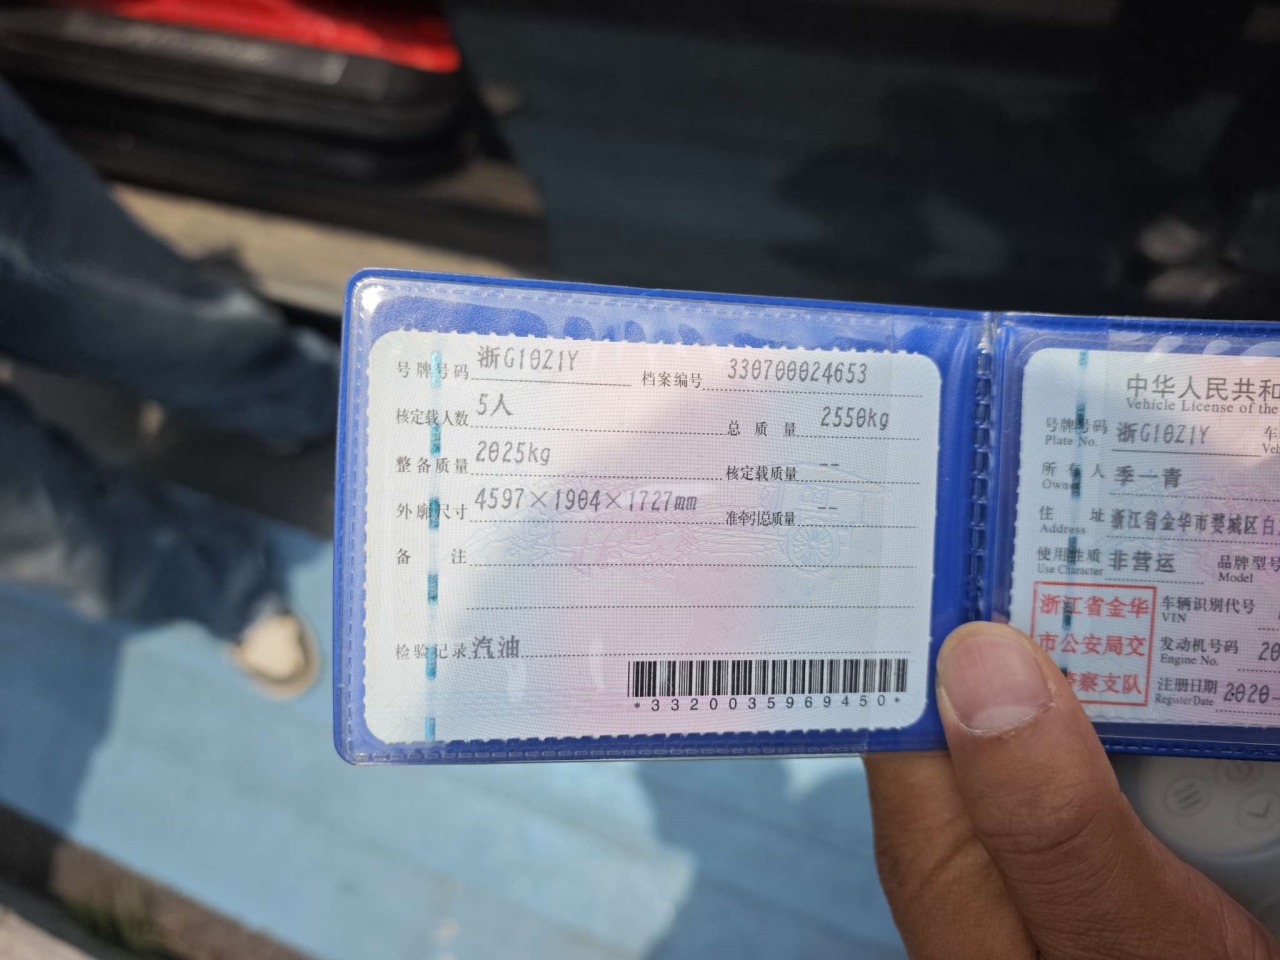 号牌号码 浙G10Z1Y 档案编号 330700024653
核定载人数 5人 总质量 2550kg
整备质量 2025kg 核定载质量 --
外廓尺寸 4597×1904×1727mm 准牵引总质量 --
备注
检验记录 汽油
*3320035969450*
中华人民共和
Vehicle License of the
号牌号码 浙G10Z1Y 车
Plate No.
所有人 季一青
Owner
住址 浙江省金华市婺城区白
Address
使用性质 非营运 品牌型号
Use Character Model
浙江省金华
市公安局交
警察支队
车辆识别代号
VIN
发动机号码 20
Engine No.
注册日期 2020-
Register Date